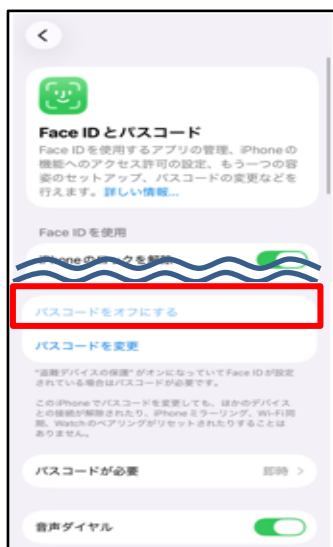 Face IDとパスコード
Face IDを使用するアプリの管理、iPhoneの
機能へのアクセス許可の設定、もう一つの容
姿のセットアップ、パスコードの変更などを
行えます。詳しい情報...
Face IDを使用
iPhoneのロックを解除
パスコードをオフにする
パスコードを変更
"盗難デバイスの保護"がオンになっていてFace IDが設定
されている場合はパスコードが必要です。
このiPhoneでパスコードを変更しても、ほかのデバイス
との接続が解除されたり、iPhoneミラーリング、Wi-Fi同
期、Watchのペアリングがリセットされたりすることは
ありません。
パスコードが必要 即時 >
音声ダイヤル